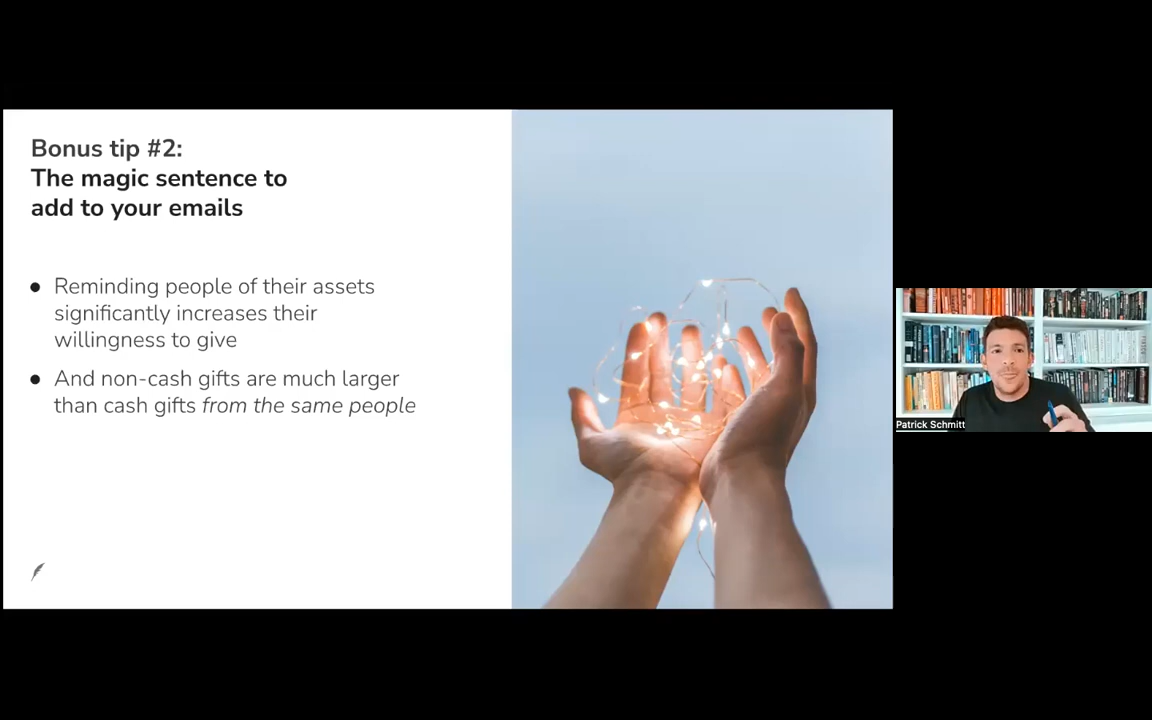 Bonus tip #2:
The magic sentence to
add to your emails
● Reminding people of their assets
significantly increases their
willingness to give
● And non-cash gifts are much larger
than cash gifts from the same people
Patrick Schmitt